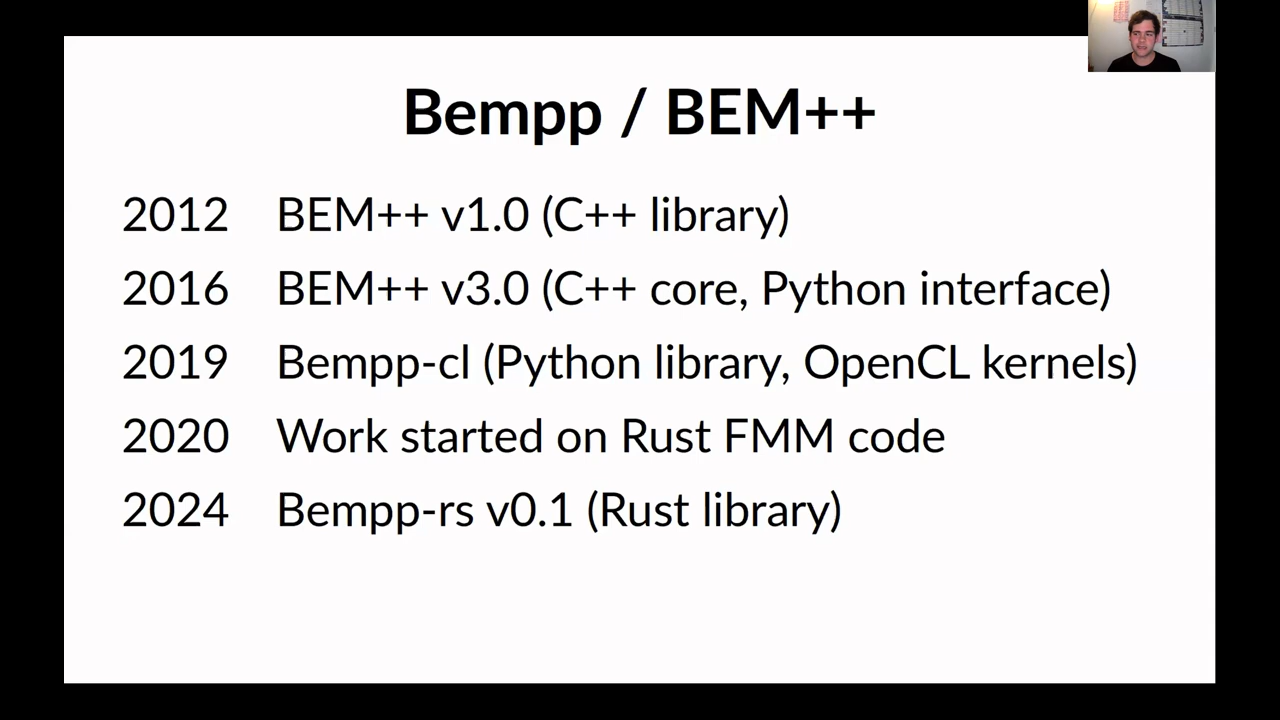 Bempp / BEM++
2012 BEM++ v1.0 (C++ library)
2016 BEM++ v3.0 (C++ core, Python interface)
2019 Bempp-cl (Python library, OpenCL kernels)
2020 Work started on Rust FMM code
2024 Bempp-rs v0.1 (Rust library)